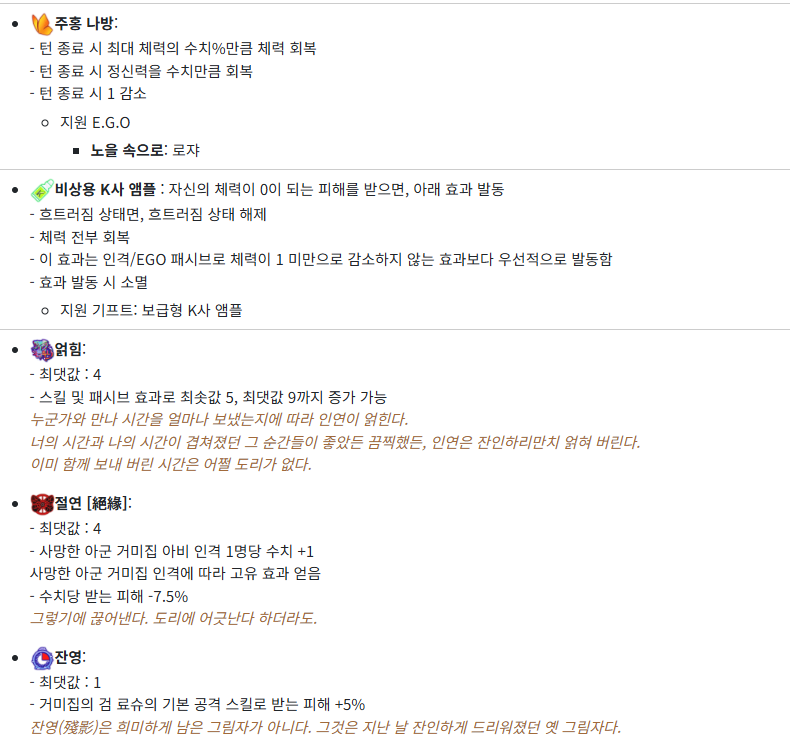 주홍 나방:
- 턴 종료 시 최대 체력의 수치%만큼 체력 회복
- 턴 종료 시 정신력을 수치만큼 회복
- 턴 종료 시 1 감소
지원 E.G.O
노을 속으로: 로쟈
비상용 K사 앰플 : 자신의 체력이 0이 되는 피해를 받으면, 아래 효과 발동
- 흐트러짐 상태면, 흐트러짐 상태 해제
- 체력 전부 회복
- 이 효과는 인격/EGO 패시브로 체력이 1 미만으로 감소하지 않는 효과보다 우선적으로 발동함
- 효과 발동 시 소멸
지원 기프트: 보급형 K사 앰플
얽힘:
- 최댓값 : 4
- 스킬 및 패시브 효과로 최솟값 5, 최댓값 9까지 증가 가능
누군가와 만나 시간을 얼마나 보냈는지에 따라 인연이 얽힌다.
너의 시간과 나의 시간이 겹쳐졌던 그 순간들이 좋았든 끔찍했든, 인연은 잔인하리만치 얽혀 버린다.
이미 함께 보내 버린 시간은 어쩔 도리가 없다.
절연 [絕緣]:
- 최댓값 : 4
- 사망한 아군 거미집 아비 인격 1명당 수치 +1
사망한 아군 거미집 인격에 따라 고유 효과 얻음
- 수치당 받는 피해 -7.5%
그렇기에 끊어낸다. 도리에 어긋난다 하더라도.
잔영:
- 최댓값 : 1
- 거미집의 검 료슈의 기본 공격 스킬로 받는 피해 +5%
잔영(殘影)은 희미하게 남은 그림자가 아니다. 그것은 지난 날 잔인하게 드리워졌던 옛 그림자다.